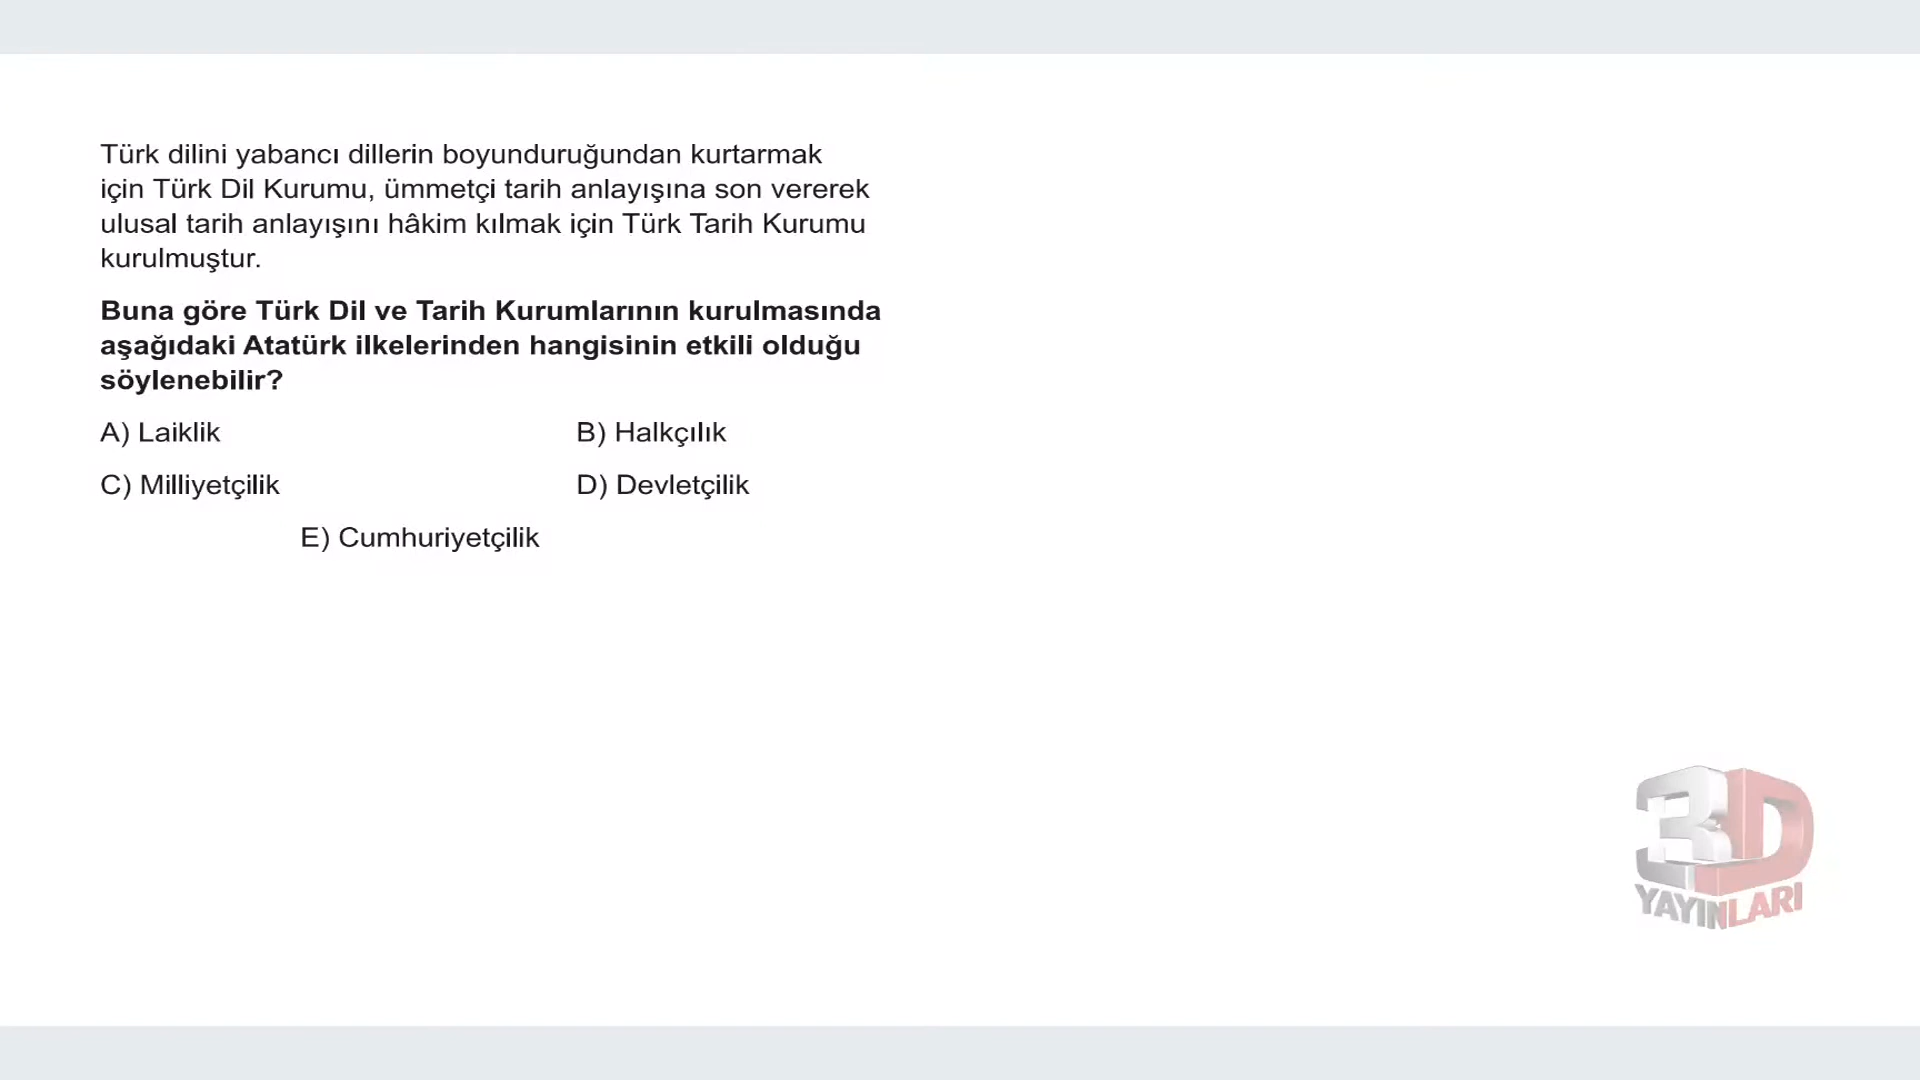 Türk dilini yabancı dillerin boyunduruğundan kurtarmak
için Türk Dil Kurumu, ümmetçi tarih anlayışına son vererek
ulusal tarih anlayışını hâkim kılmak için Türk Tarih Kurumu
kurulmuştur.
Buna göre Türk Dil ve Tarih Kurumlarının kurulmasında
aşağıdaki Atatürk ilkelerinden hangisinin etkili olduğu
söylenebilir?
A) Laiklik B) Halkçılık
C) Milliyetçilik D) Devletçilik
E) Cumhuriyetçilik
3D
YAYINLARI